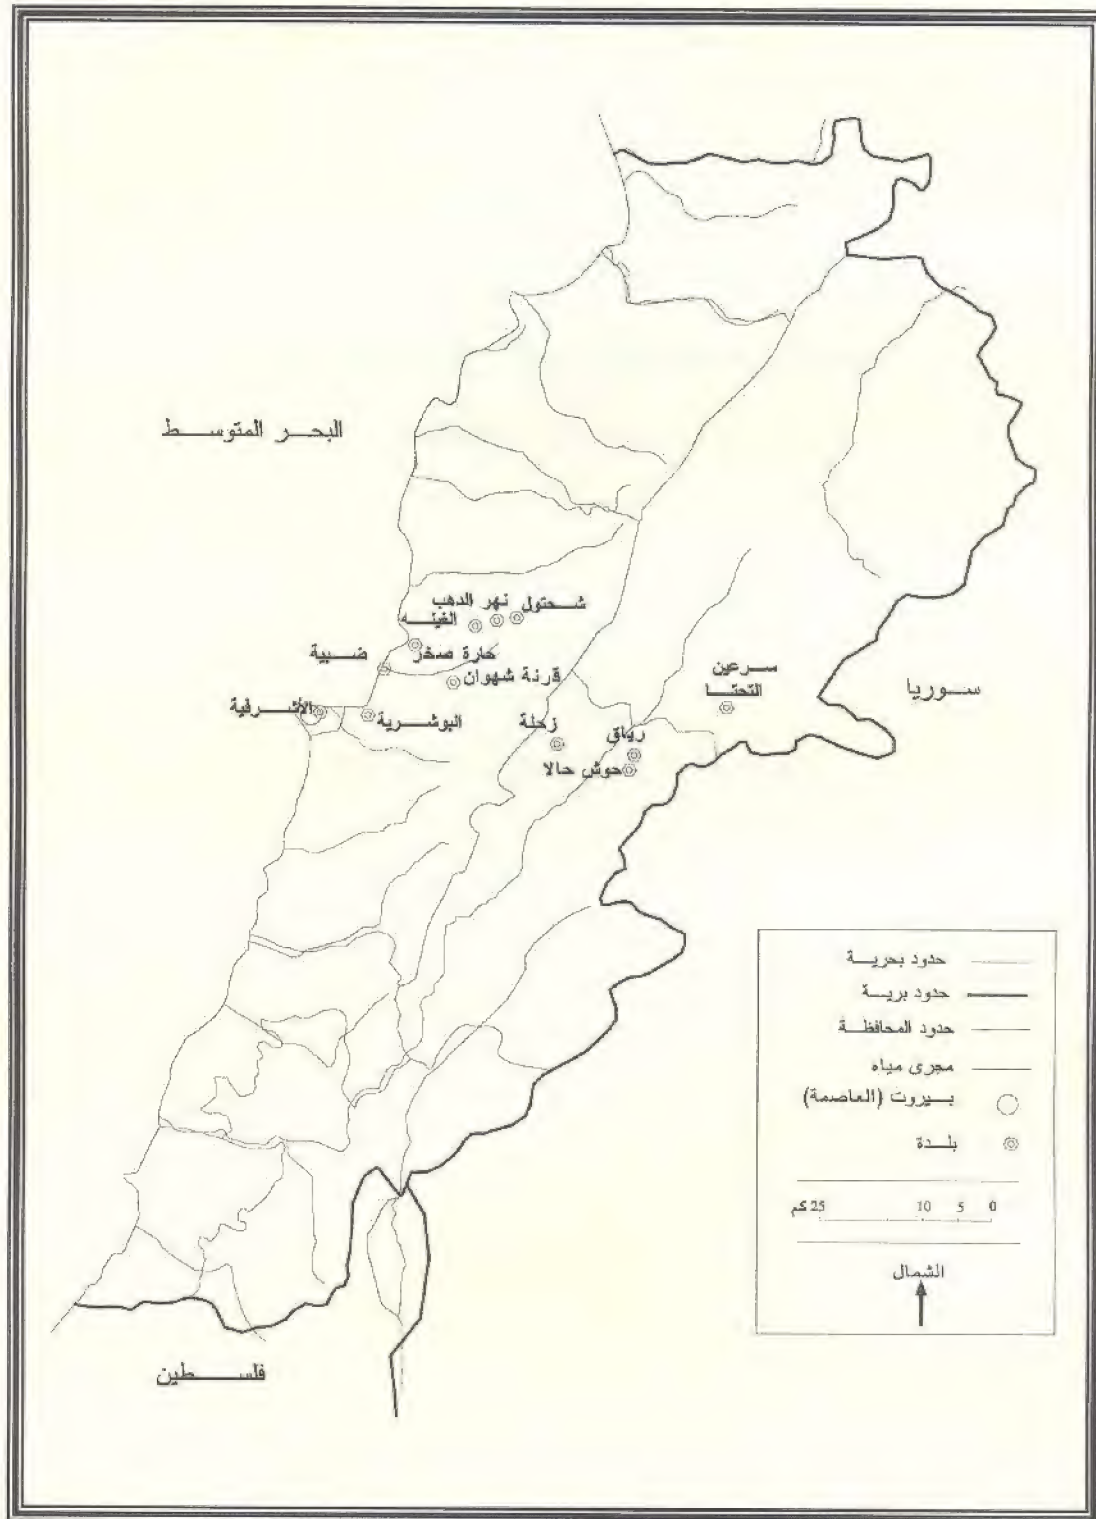 البحر المتوسط
شحتول
نهر الدهب
الغينه
حارة صخر
ضبية
قرنة شهوان
سرعين
التحتا
سوريا
الأشرفية
البوشرية
زحلة
رياق
حوش حالا
حدود بحرية
حدود برية
حدود المحافظة
مجرى مياه
بيروت (العاصمة)
بلدة
0 5 10 25 كم
الشمال
فلسطين